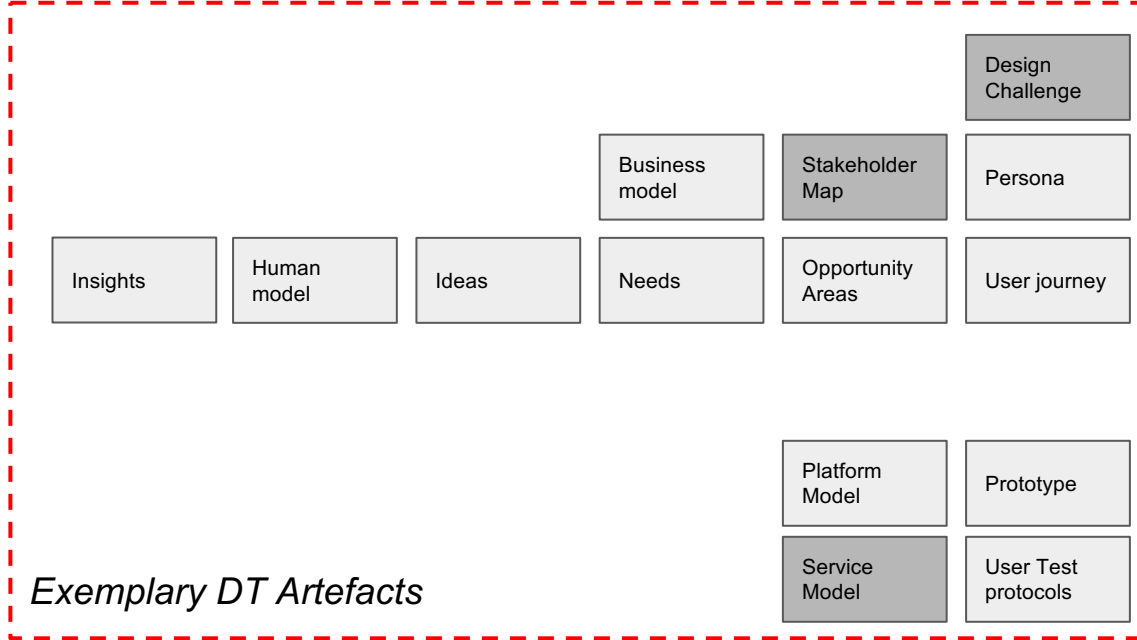 Design
Challenge
Business
model
Stakeholder
Map
Persona
Insights
Human
model
Ideas
Needs
Opportunity
Areas
User journey
Platform
Model
Prototype
Service
Model
User Test
protocols
Exemplary DT Artefacts